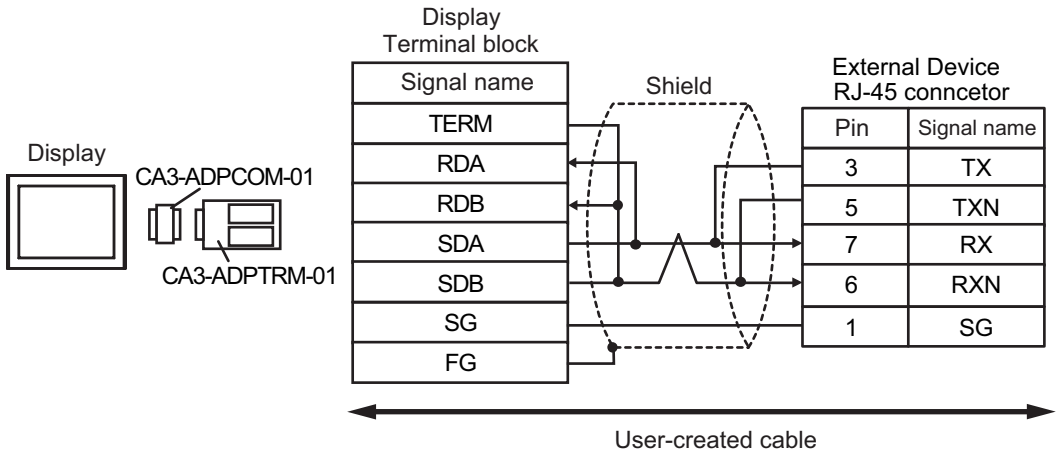 Display
CA3-ADPCOM-01
CA3-ADPTRM-01
Display
Terminal block
Signal name
TERM
RDA
RDB
SDA
SDB
SG
FG
Shield
External Device
RJ-45 conncetor
Pin Signal name
3 TX
5 TXN
7 RX
6 RXN
1 SG
User-created cable